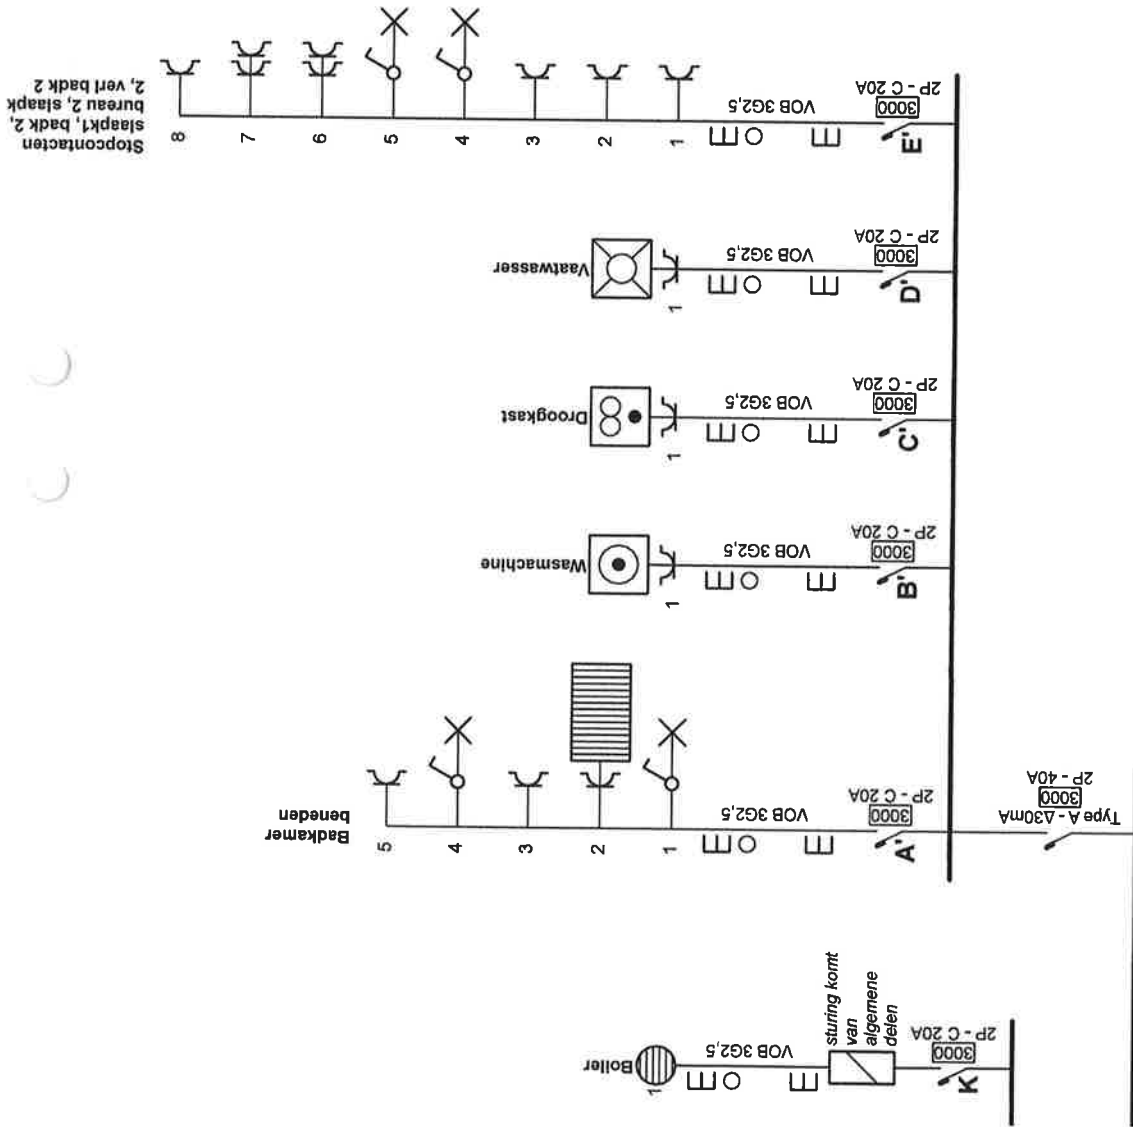 Stopcontacten
slaapk1, badk 2,
bureau 2, slaapk
2, verl badk 2
8
7
6
5
4
3
2
1
VOB 3G2,5
E'
3000
2P - C 20A
Vaatwasser
1
VOB 3G2,5
D'
3000
2P - C 20A
Droogkast
1
VOB 3G2,5
C'
3000
2P - C 20A
Wasmachine
1
VOB 3G2,5
B'
3000
2P - C 20A
Badkamer
beneden
5
4
3
2
1
VOB 3G2,5
A'
3000
2P - C 20A
Type A - Δ30mA
3000
2P - 40A
Boiler
1
VOB 3G2,5
sturing komt
van
algemene
delen
K
3000
2P - C 20A